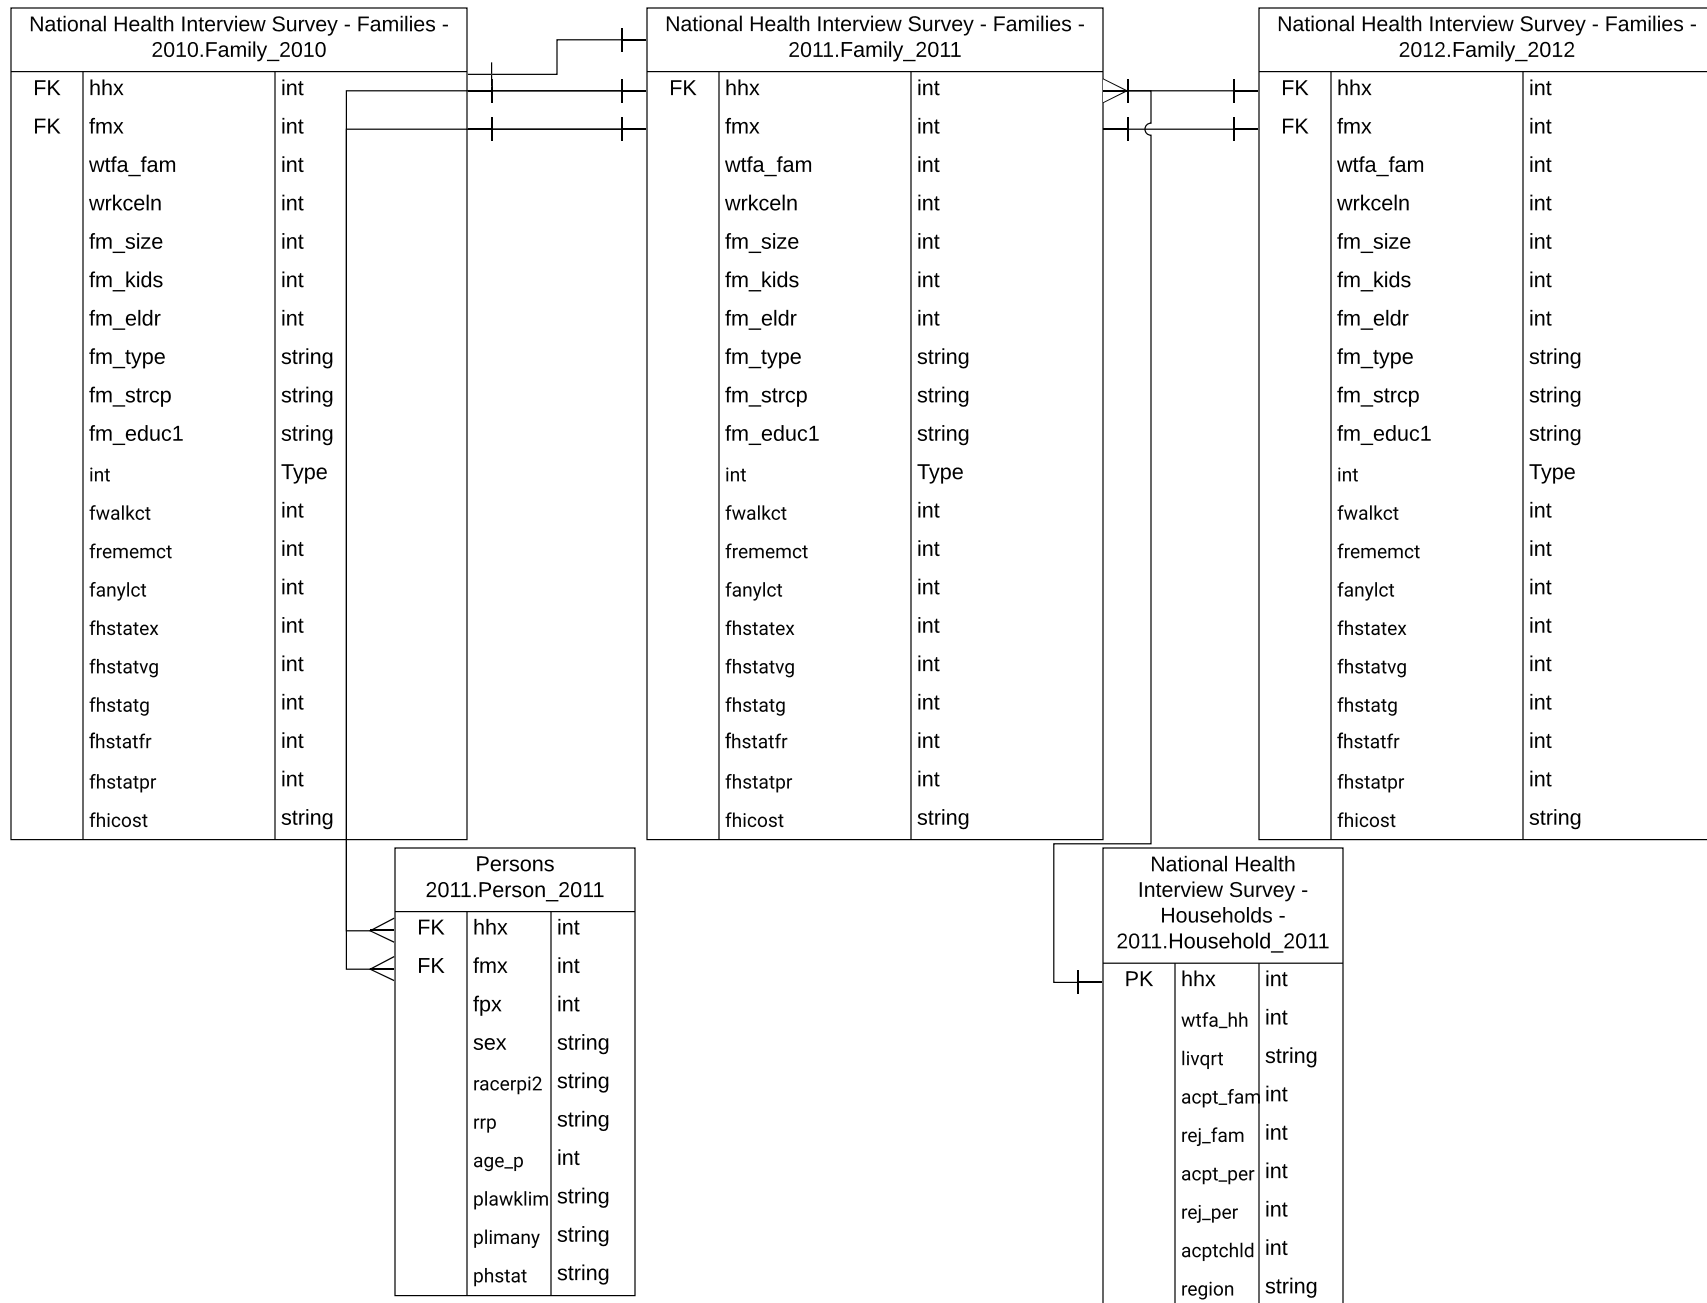 National Health Interview Survey - Families -
2010.Family_2010
FK hhx int
FK fmx int
wtfa_fam int
wrkceln int
fm_size int
fm_kids int
fm_eldr int
fm_type string
fm_strcp string
fm_educ1 string
int Type
fwalkct int
frememct int
fanylct int
fhstatex int
fhstatvg int
fhstatg int
fhstatfr int
fhstatpr int
fhicost string
National Health Interview Survey - Families -
2011.Family_2011
FK hhx int
fmx int
wtfa_fam int
wrkceln int
fm_size int
fm_kids int
fm_eldr int
fm_type string
fm_strcp string
fm_educ1 string
int Type
fwalkct int
frememct int
fanylct int
fhstatex int
fhstatvg int
fhstatg int
fhstatfr int
fhstatpr int
fhicost string
National Health Interview Survey - Families -
2012.Family_2012
FK hhx int
FK fmx int
wtfa_fam int
wrkceln int
fm_size int
fm_kids int
fm_eldr int
fm_type string
fm_strcp string
fm_educ1 string
int Type
fwalkct int
frememct int
fanylct int
fhstatex int
fhstatvg int
fhstatg int
fhstatfr int
fhstatpr int
fhicost string
Persons
2011.Person_2011
FK hhx int
FK fmx int
fpx int
sex string
racerpi2 string
rrp string
age_p int
plawklim string
plimany string
phstat string
National Health
Interview Survey -
Households -
2011.Household_2011
PK hhx int
wtfa_hh int
livqrt string
acpt_fam int
rej_fam int
acpt_per int
rej_per int
acptchld int
region string